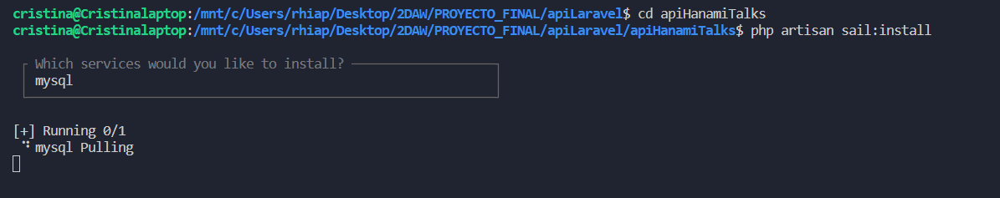 cristina@Cristinalaptop:/mnt/c/Users/rhiap/Desktop/2DAW/PROYECTO_FINAL/apiLaravel$ cd apiHanamiTalks
cristina@Cristinalaptop:/mnt/c/Users/rhiap/Desktop/2DAW/PROYECTO_FINAL/apiLaravel/apiHanamiTalks$ php artisan sail:install
Which services would you like to install?
mysql
[+] Running 0/1
⠙ mysql Pulling